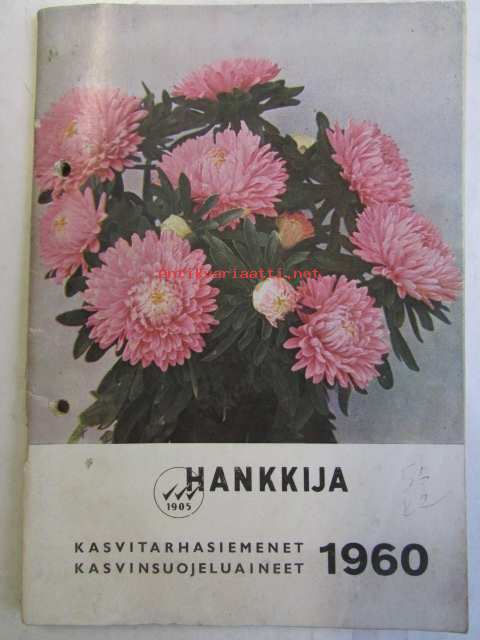 antikvariaatti.net
HANKKIJA
1905
KASVITARHASIEMENET
KASVINSUOJELUAINEET 1960